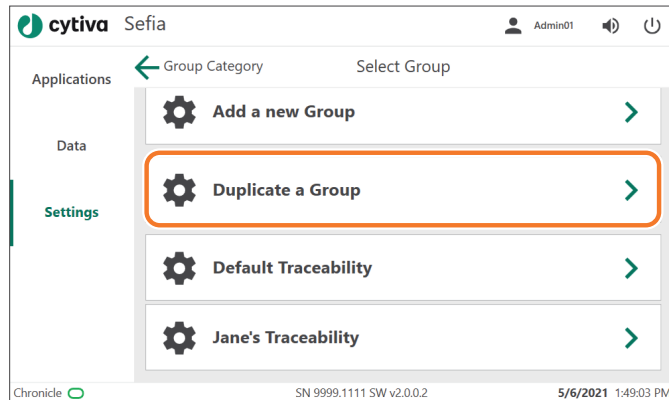 cytiva Sefia Admin01
Applications
Data
Settings
Group Category Select Group
Add a new Group
Duplicate a Group
Default Traceability
Jane's Traceability
Chronicle SN 9999.1111 SW v2.0.0.2 5/6/2021 1:49:03 PM